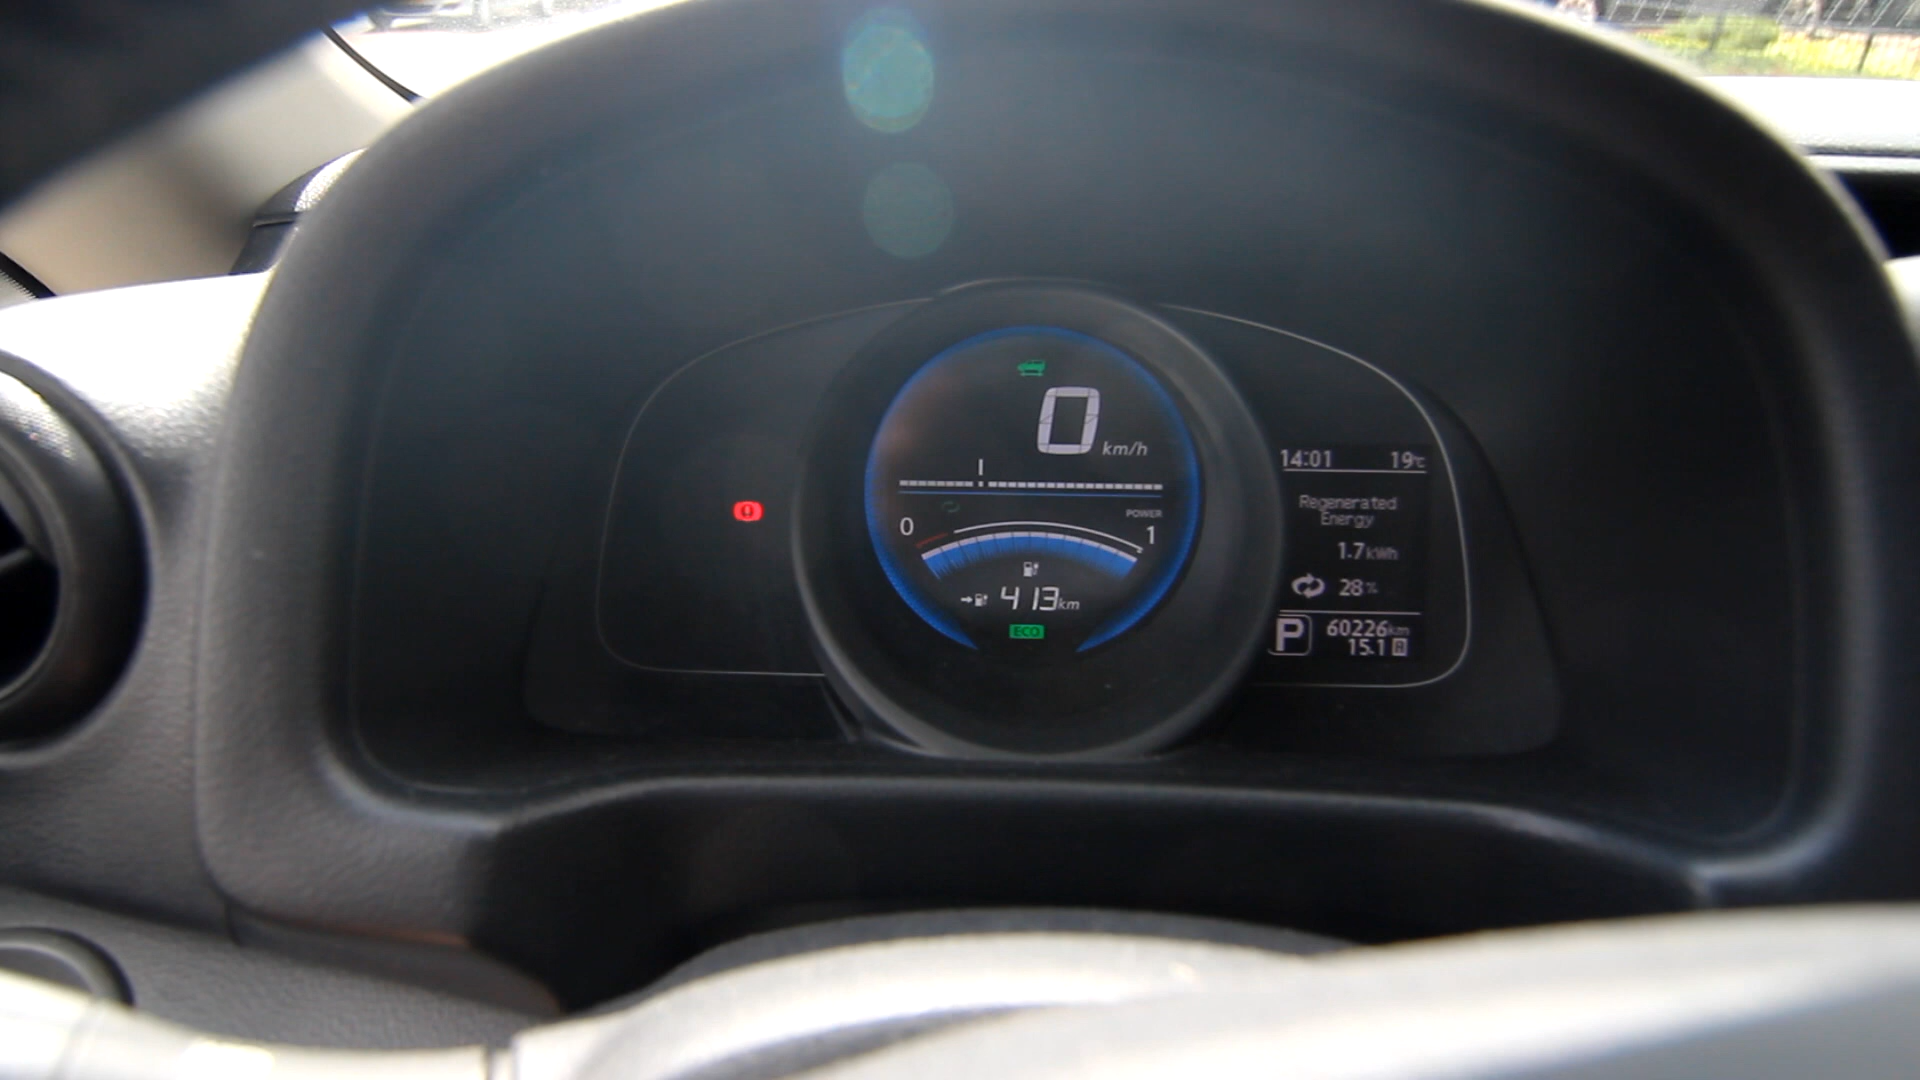 0 km/h
POWER
0 1
413km
ECO
14:01 19℃
Regenerated
Energy
1.7kWh
28%
P 60226km
15.1